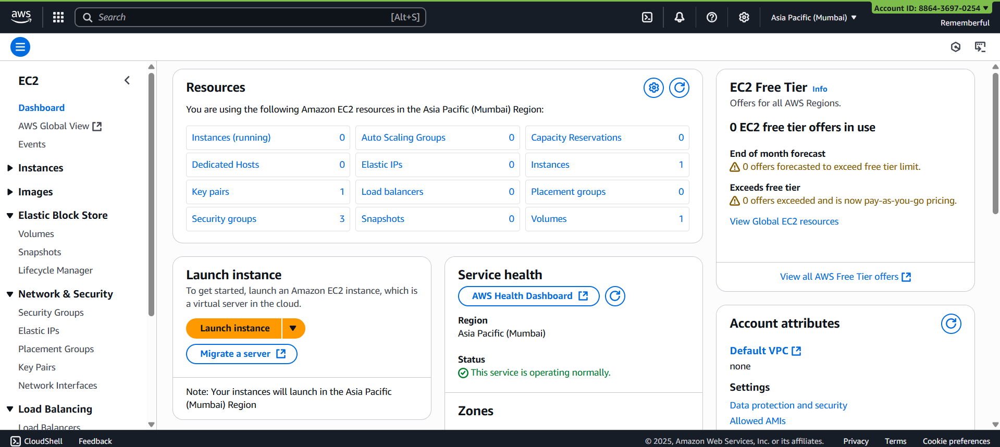 aws
Search
[Alt+S]
Asia Pacific (Mumbai)
Account ID: 8864-3697-0254
Rememberful
EC2
Dashboard
AWS Global View
Events
Instances
Images
Elastic Block Store
Volumes
Snapshots
Lifecycle Manager
Network & Security
Security Groups
Elastic IPs
Placement Groups
Key Pairs
Network Interfaces
Load Balancing
Load Balancers
Resources
You are using the following Amazon EC2 resources in the Asia Pacific (Mumbai) Region:
Instances (running) 0
Auto Scaling Groups 0
Capacity Reservations 0
Dedicated Hosts 0
Elastic IPs 0
Instances 1
Key pairs 1
Load balancers 0
Placement groups 0
Security groups 3
Snapshots 0
Volumes 1
Launch instance
To get started, launch an Amazon EC2 instance, which is
a virtual server in the cloud.
Launch instance
Migrate a server
Note: Your instances will launch in the Asia Pacific
(Mumbai) Region
Service health
AWS Health Dashboard
Region
Asia Pacific (Mumbai)
Status
This service is operating normally.
Zones
EC2 Free Tier Info
Offers for all AWS Regions.
0 EC2 free tier offers in use
End of month forecast
0 offers forecasted to exceed free tier limit.
Exceeds free tier
0 offers exceeded and is now pay-as-you-go pricing.
View Global EC2 resources
View all AWS Free Tier offers
Account attributes
Default VPC
none
Settings
Data protection and security
Allowed AMIs
CloudShell
Feedback
© 2025, Amazon Web Services, Inc. or its affiliates.
Privacy
Terms
Cookie preferences